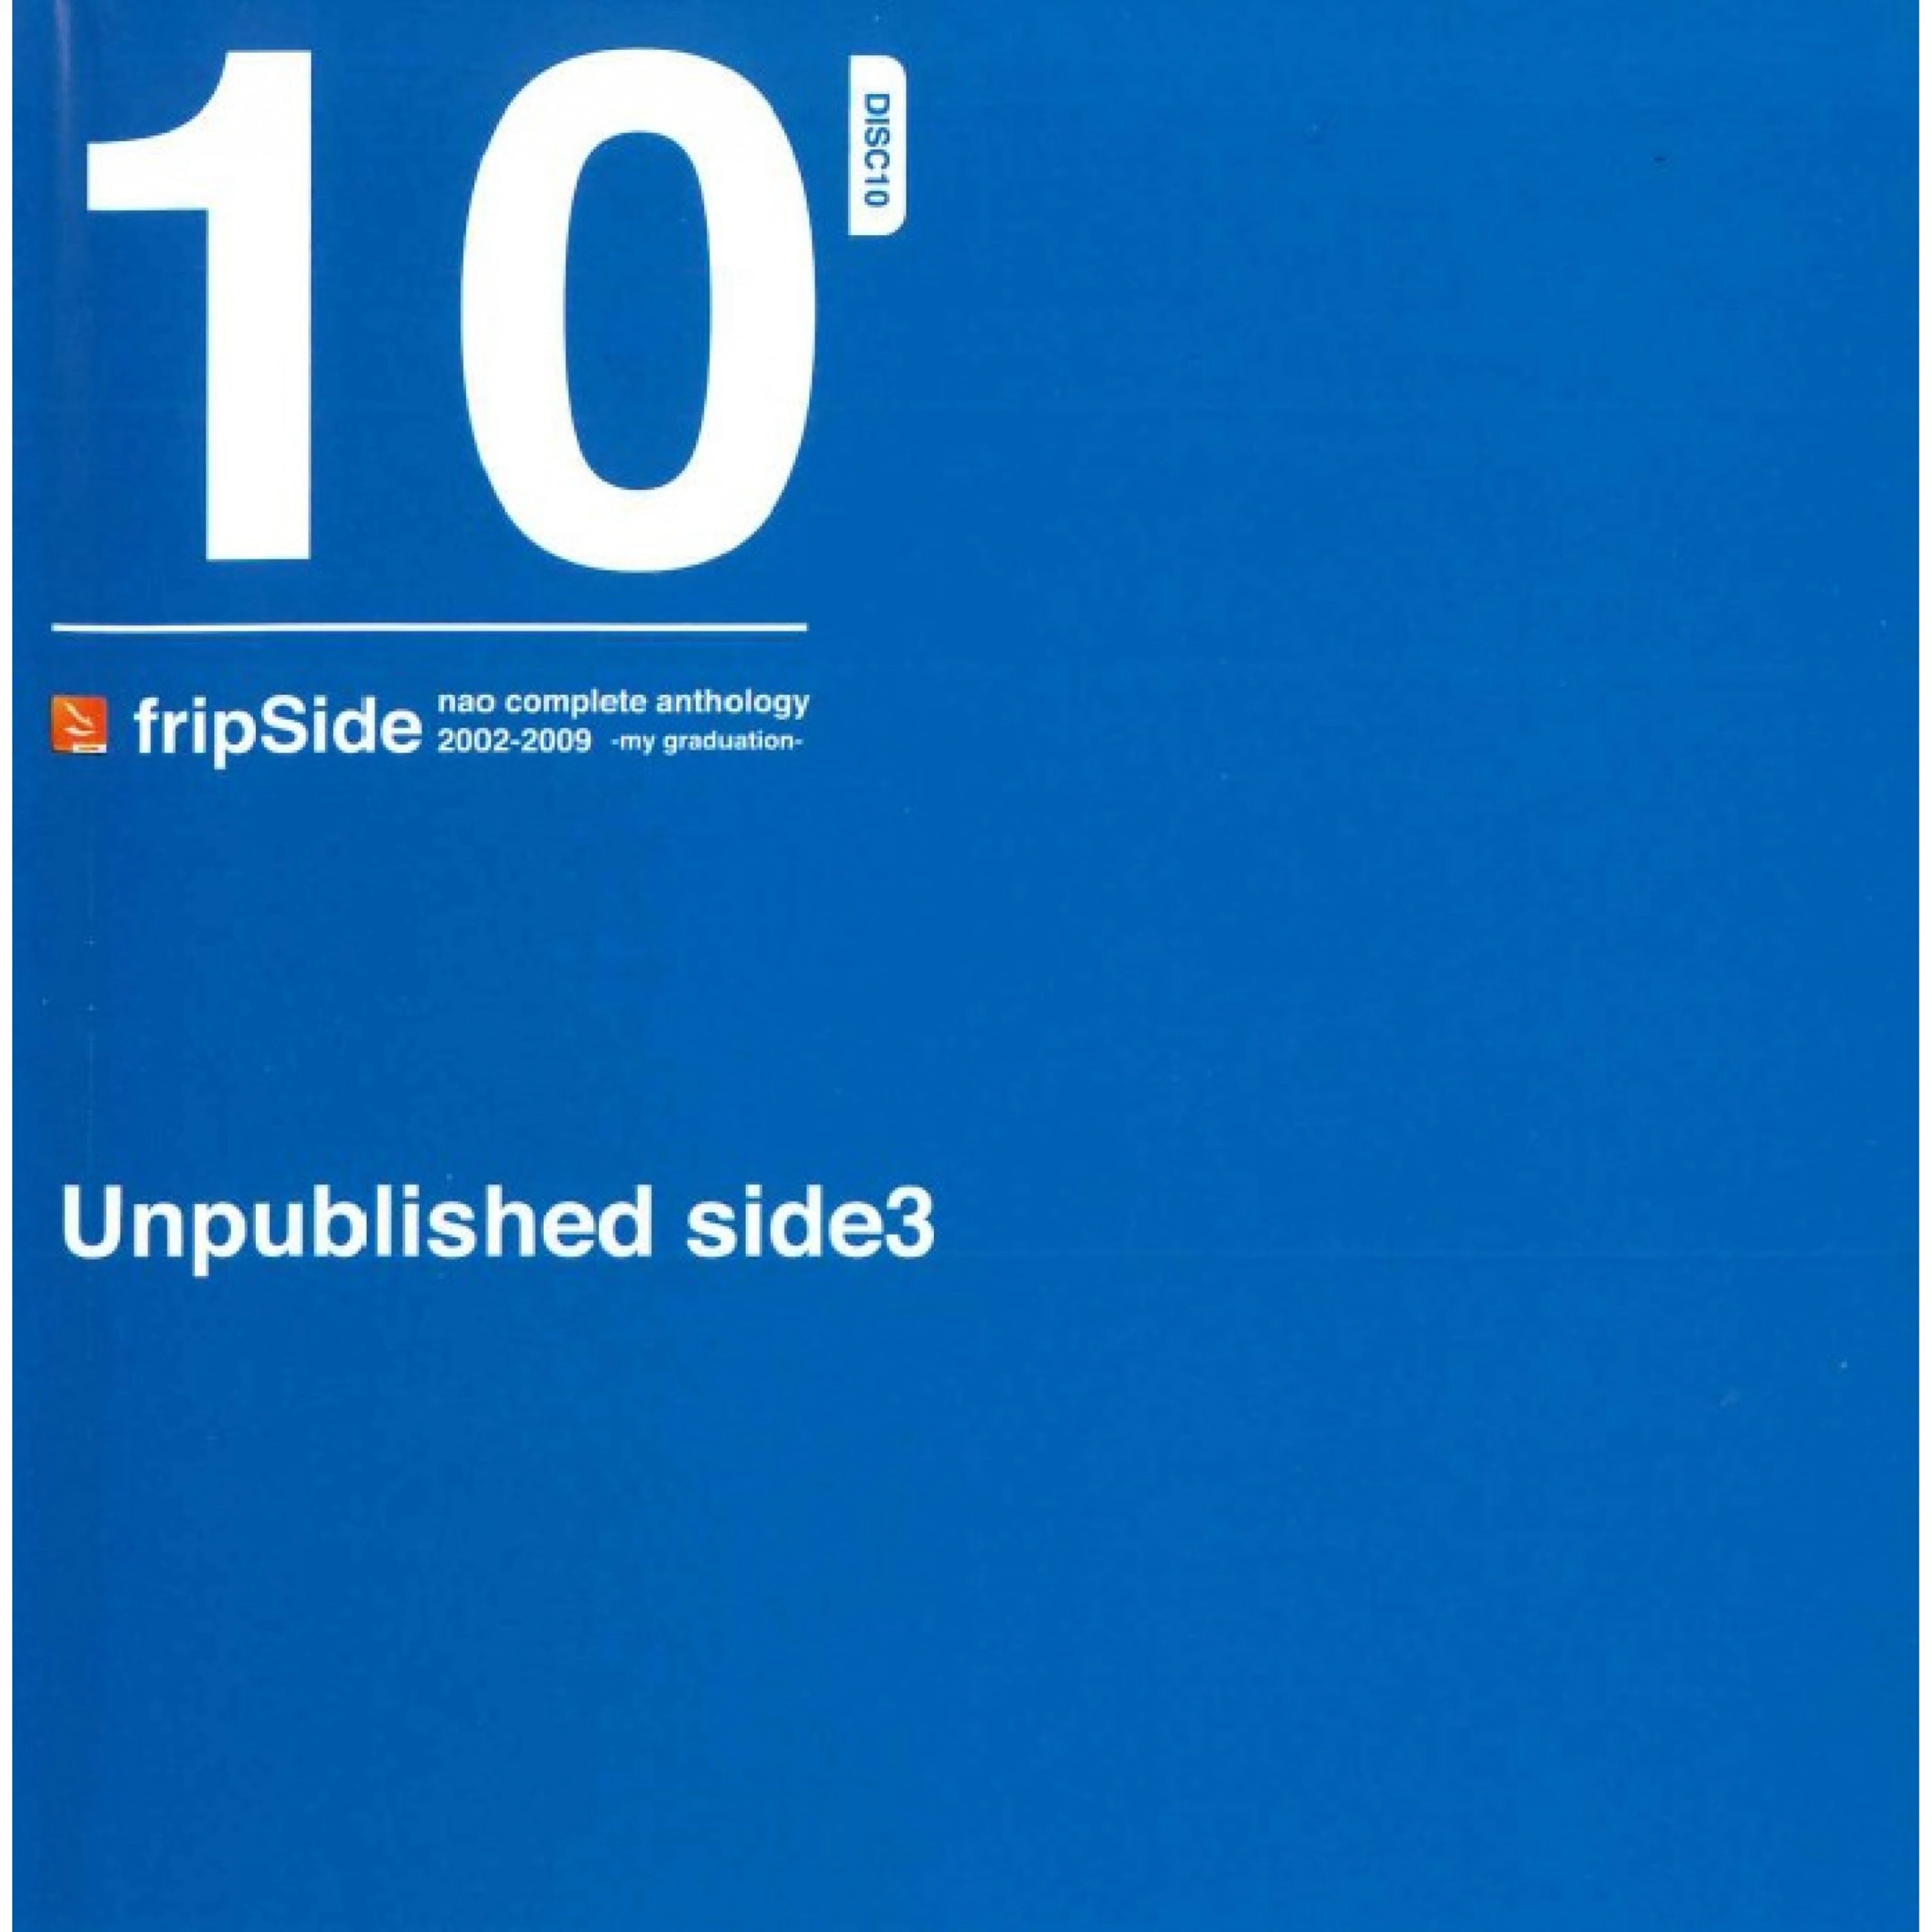 10
DISC10
fripSide
nao complete anthology
2002-2009 -my graduation-
Unpublished side3